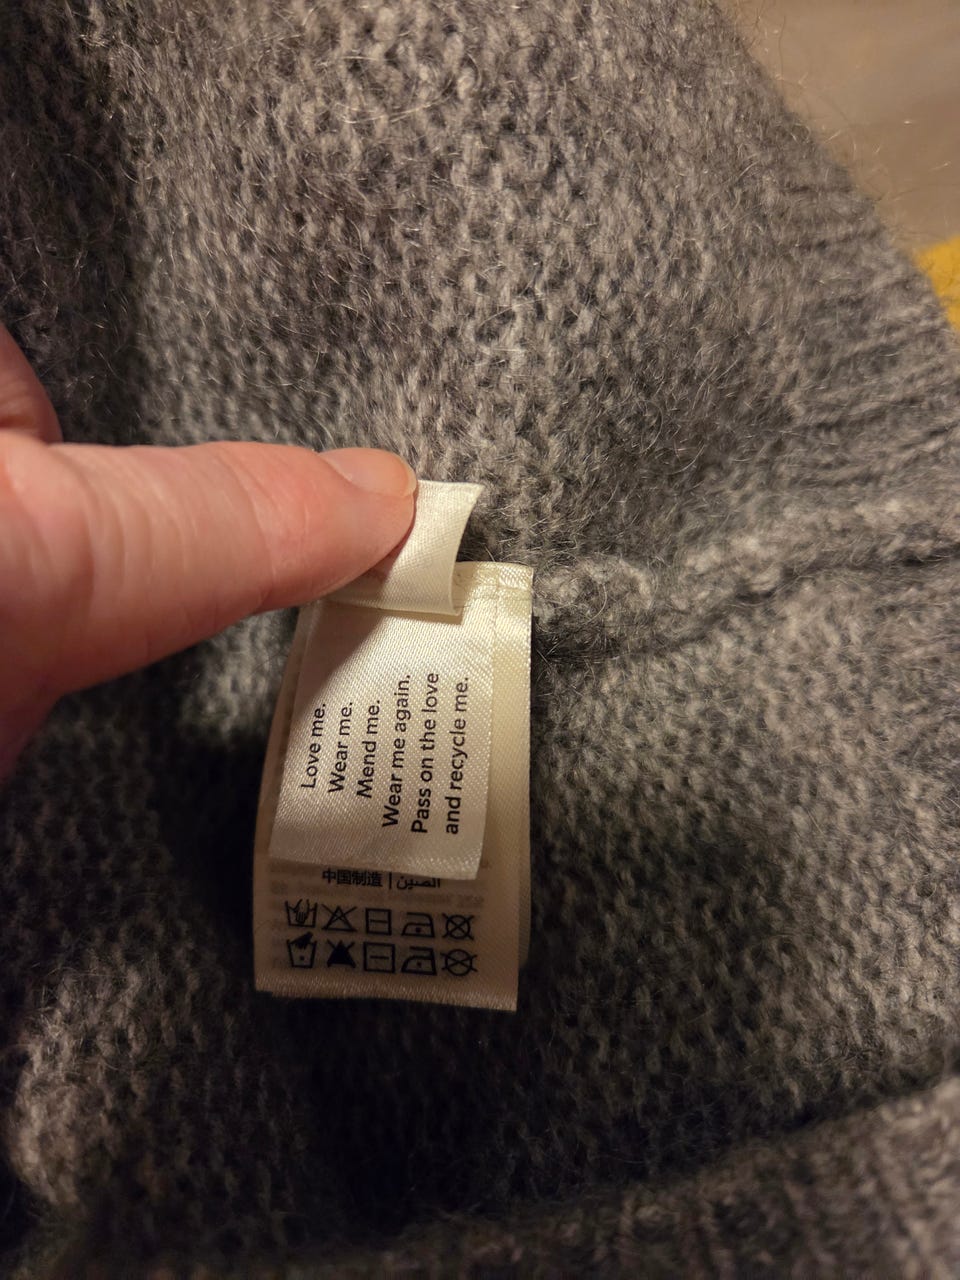 Love me.
Wear me.
Mend me.
Wear me again.
Pass on the love
and recycle me.
中国制造 |